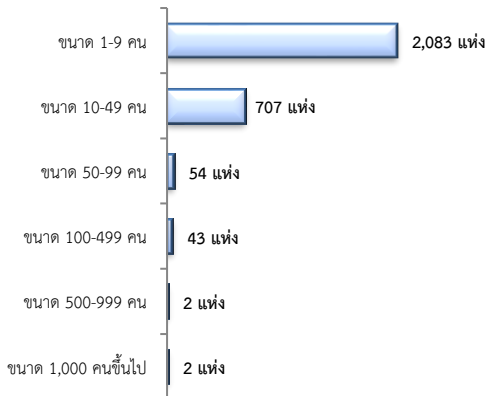 ขนาด 1-9 คน 2,083 แห่ง
ขนาด 10-49 คน 707 แห่ง
ขนาด 50-99 คน 54 แห่ง
ขนาด 100-499 คน 43 แห่ง
ขนาด 500-999 คน 2 แห่ง
ขนาด 1,000 คนขึ้นไป 2 แห่ง